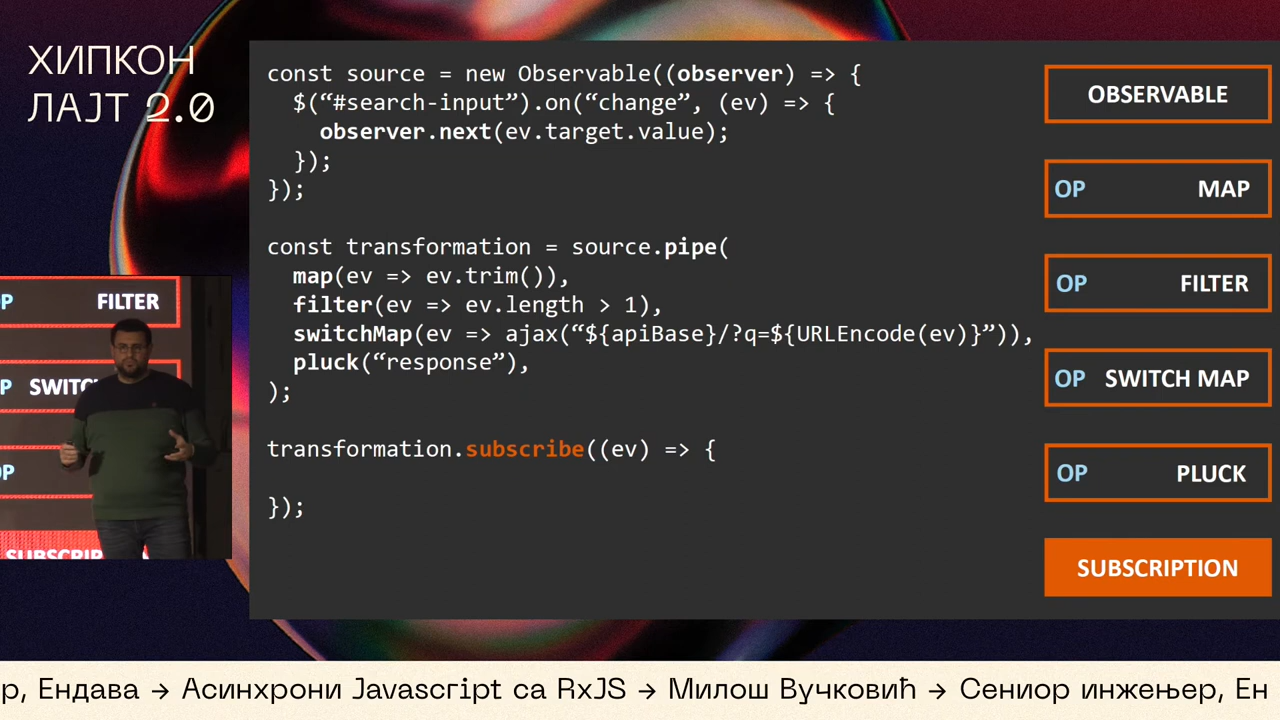 ХИПКОН
ЛАЈТ 2.0
const source = new Observable((observer) => {
$(“#search-input”).on(“change”, (ev) => {
observer.next(ev.target.value);
});
});
const transformation = source.pipe(
map(ev => ev.trim()),
filter(ev => ev.length > 1),
switchMap(ev => ajax(“${apiBase}/?q=${URLEncode(ev)}”)),
pluck(“response”),
);
transformation.subscribe((ev) => {
});
OBSERVABLE
OP MAP
OP FILTER
OP SWITCH MAP
OP PLUCK
SUBSCRIPTION
P FILTER
P SWITCH
OP
SUBSCRIP
р, Ендава → Асинхрони Javascript са RxJS → Милош Вучковић → Сениор инжењер, Ен